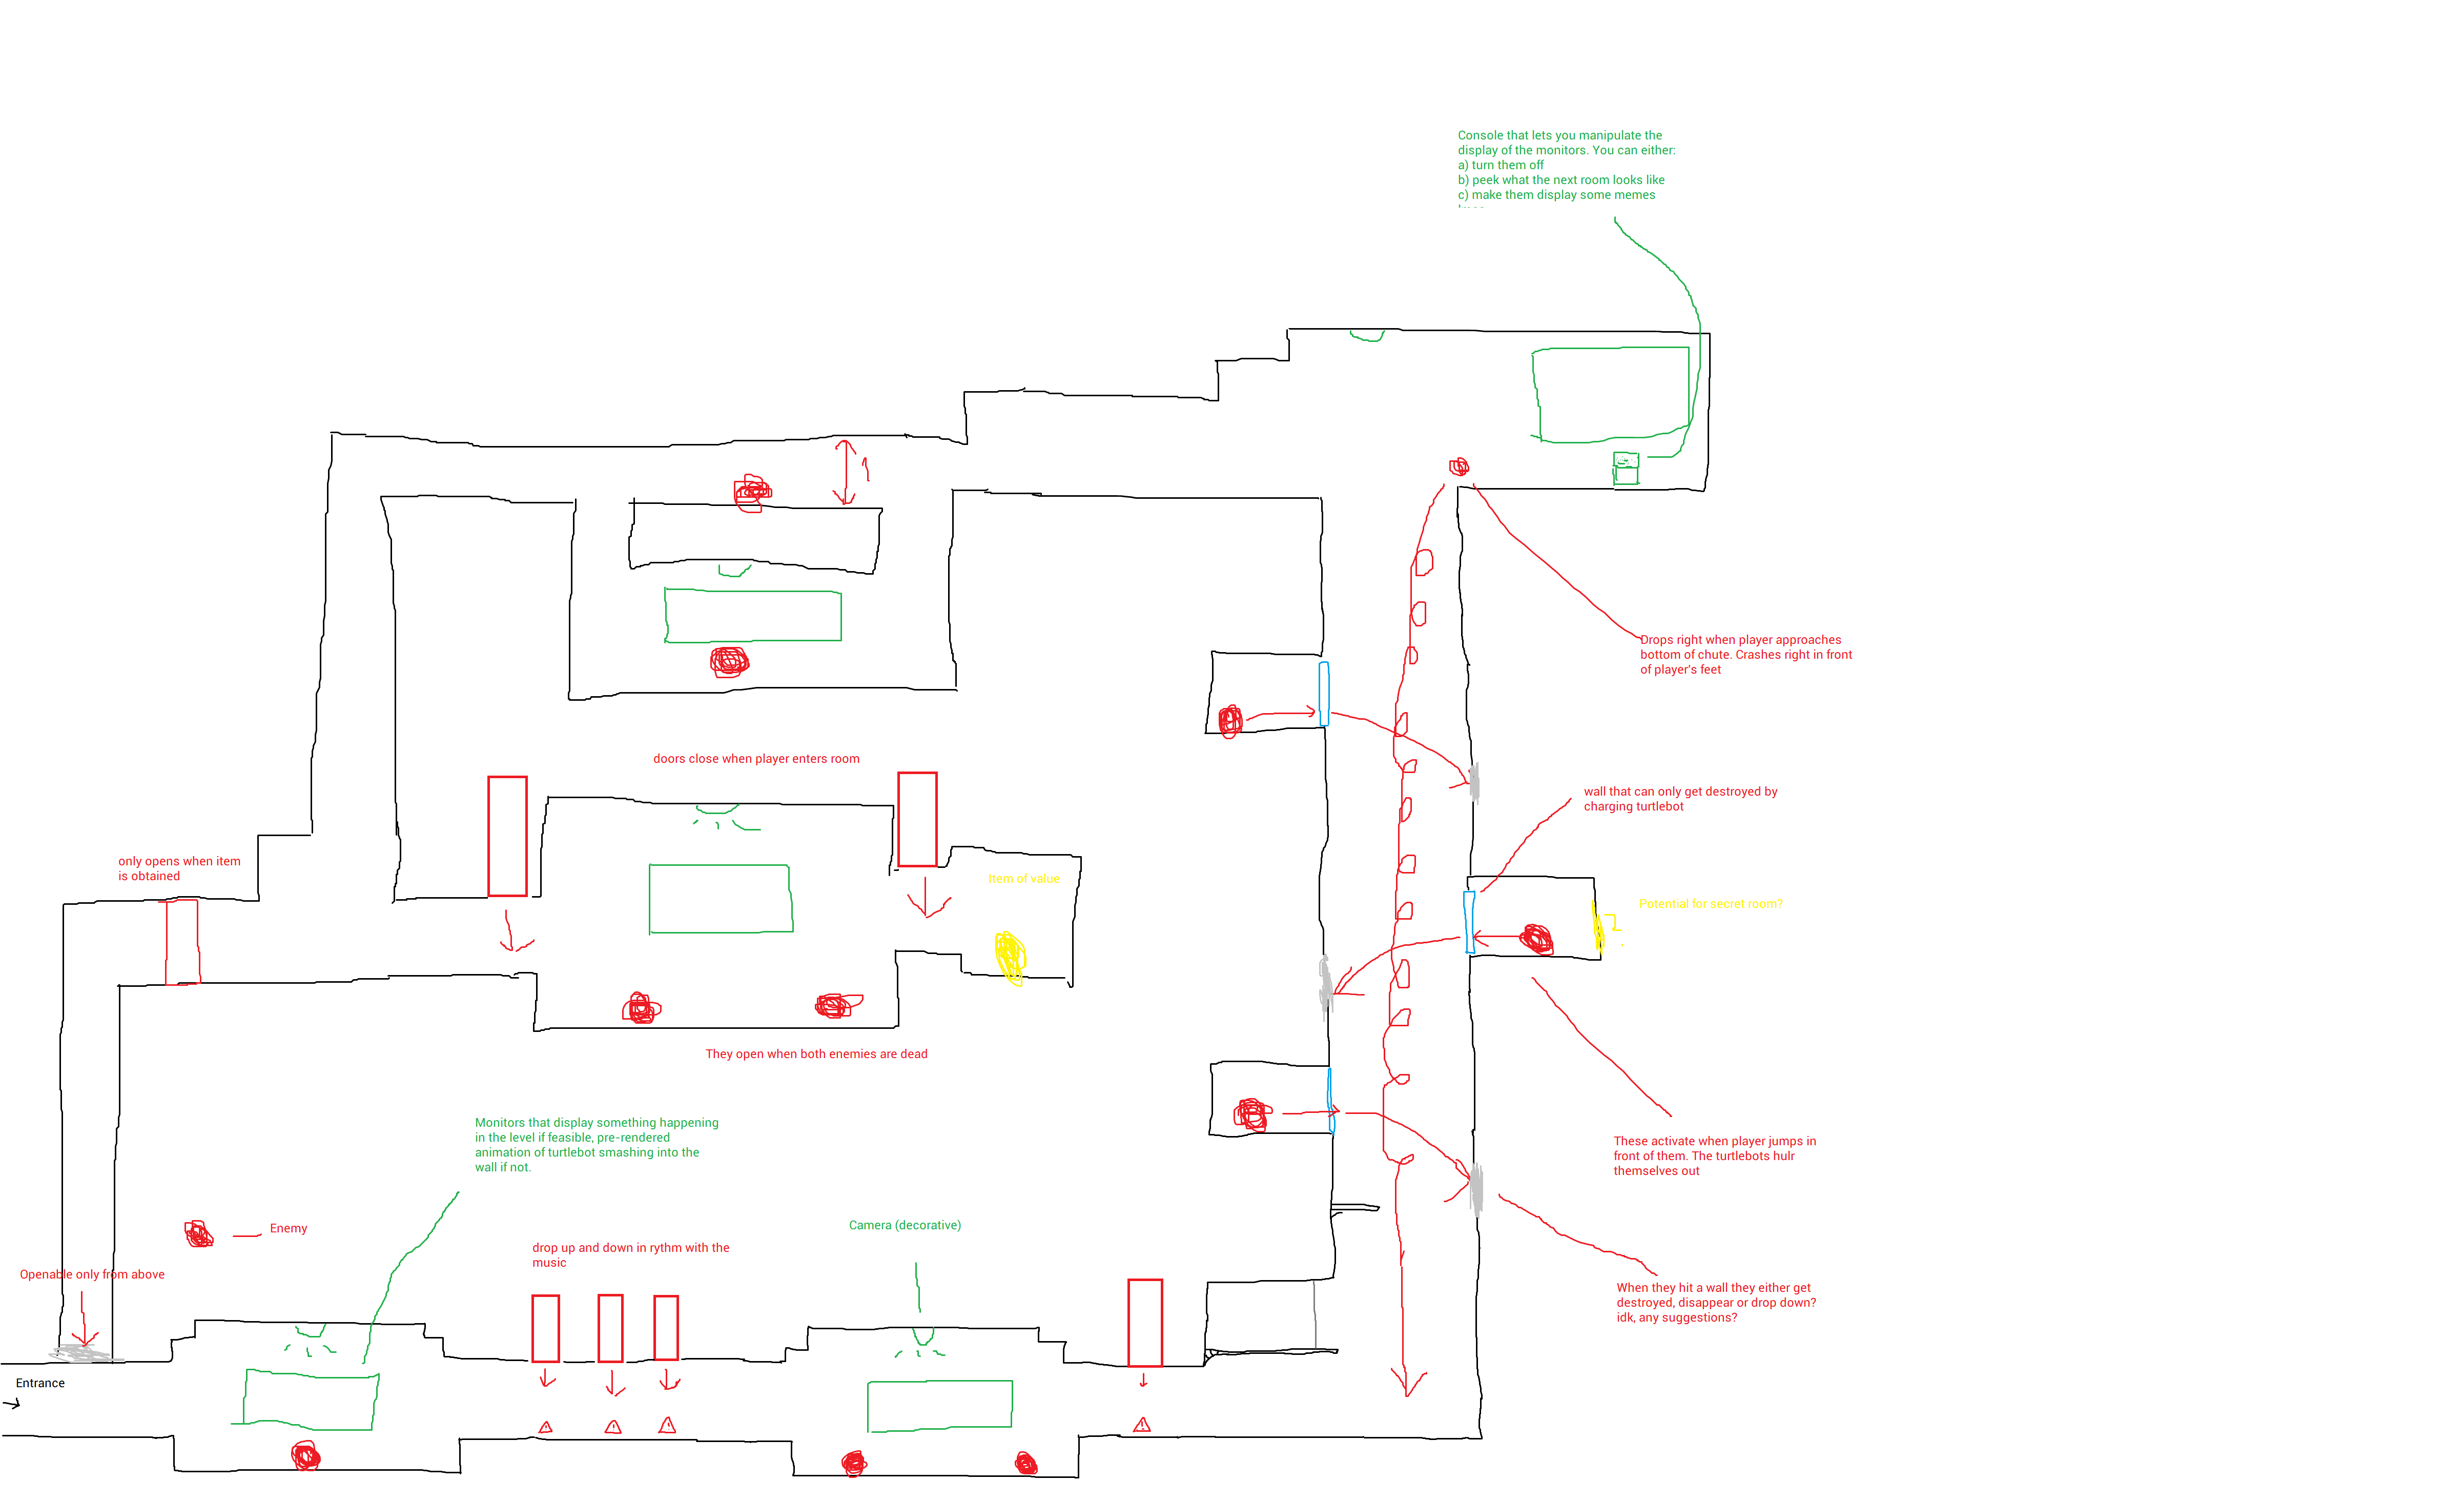 Console that lets you manipulate the
display of the monitors. You can either:
a) turn them off
b) peek what the next room looks like
c) make them display some memes
1
Drops right when player approaches
bottom of chute. Crashes right in front
of player's feet
doors close when player enters room
wall that can only get destroyed by
charging turtlebot
only opens when item
is obtained
Item of value
Potential for secret room?
They open when both enemies are dead
Monitors that display something happening
in the level if feasible, pre-rendered
animation of turtlebot smashing into the
wall if not.
These activate when player jumps in
front of them. The turtlebots hulr
themselves out
Enemy
Camera (decorative)
drop up and down in rythm with the
music
Openable only from above
When they hit a wall they either get
destroyed, disappear or drop down?
idk, any suggestions?
Entrance